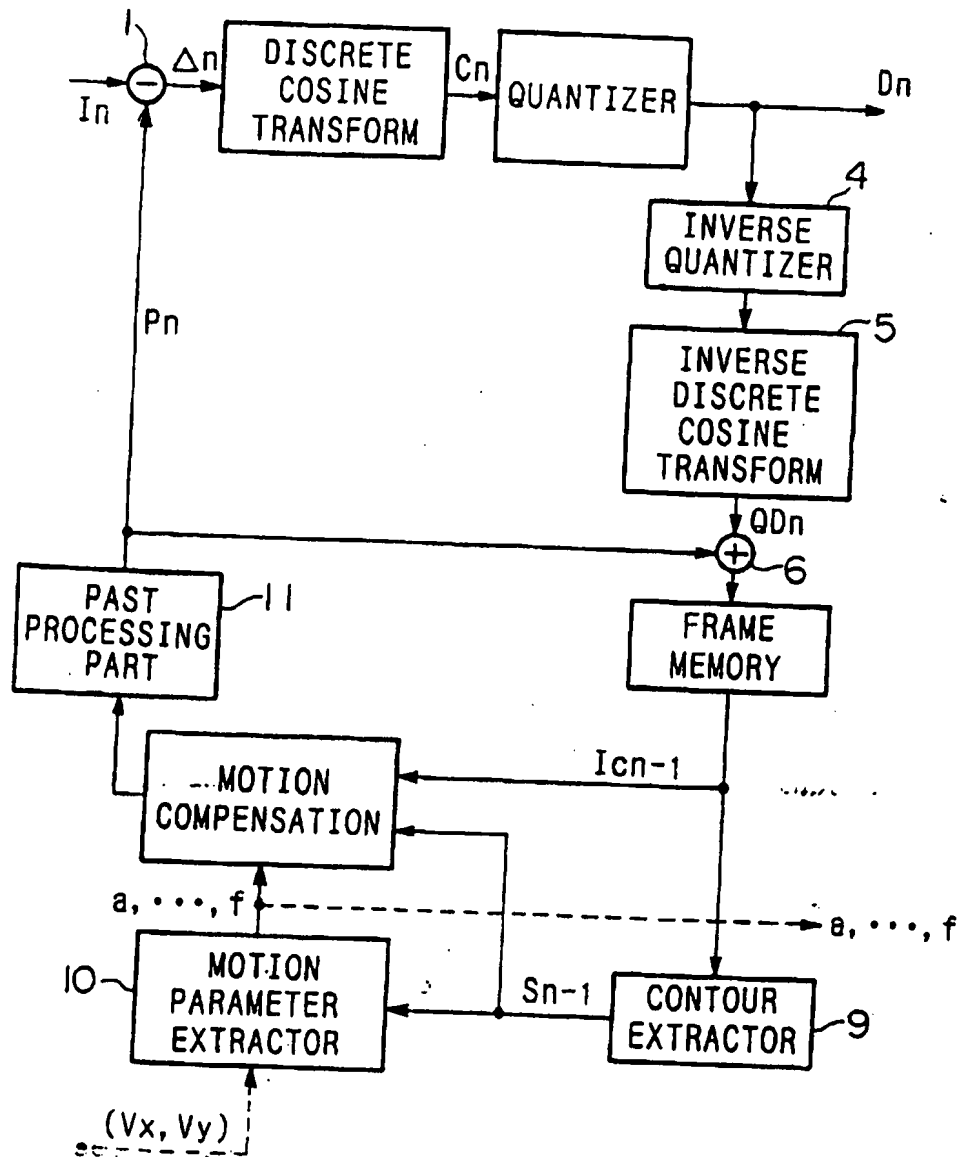 1
In
Δn
DISCRETE
COSINE
TRANSFORM
Cn
QUANTIZER
Dn
4
INVERSE
QUANTIZER
Pn
5
INVERSE
DISCRETE
COSINE
TRANSFORM
QDn
6
PAST
PROCESSING
PART
11
FRAME
MEMORY
Icn-1
MOTION
COMPENSATION
a, ···, f
a, ···, f
10
MOTION
PARAMETER
EXTRACTOR
Sn-1
CONTOUR
EXTRACTOR
9
(Vx, Vy)